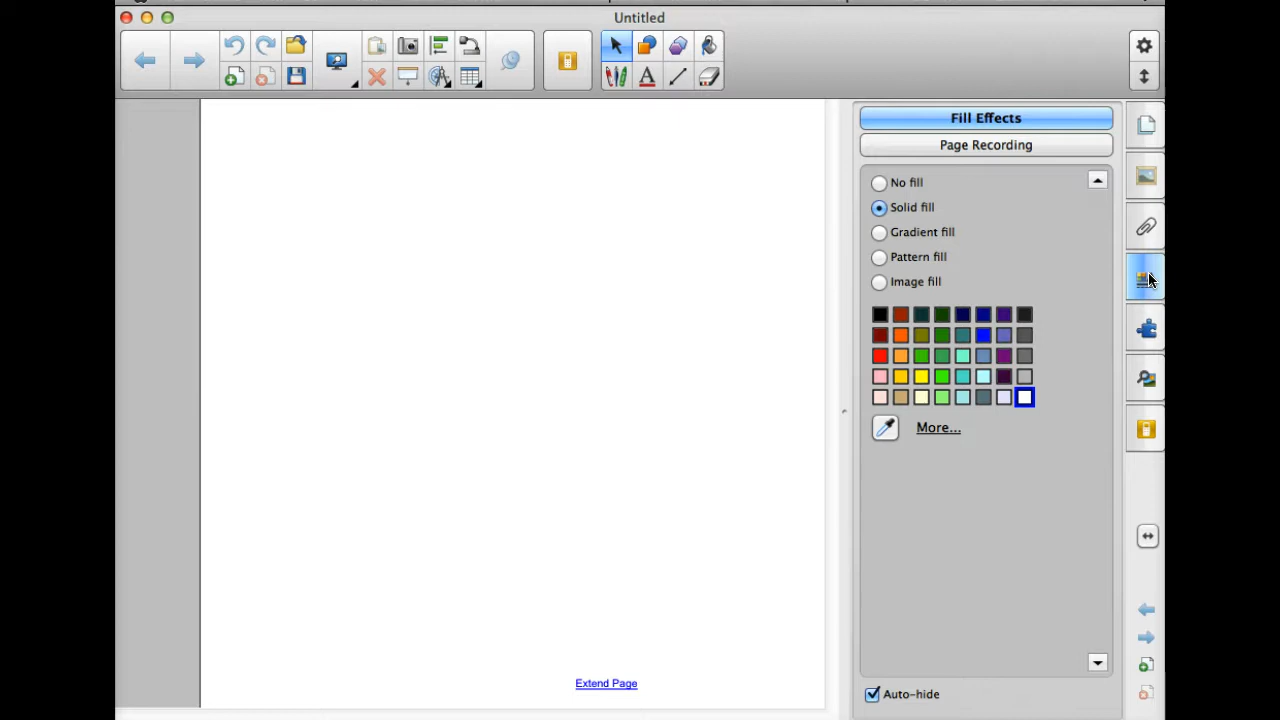 Untitled
Fill Effects
Page Recording
No fill
Solid fill
Gradient fill
Pattern fill
Image fill
More...
Extend Page
Auto-hide